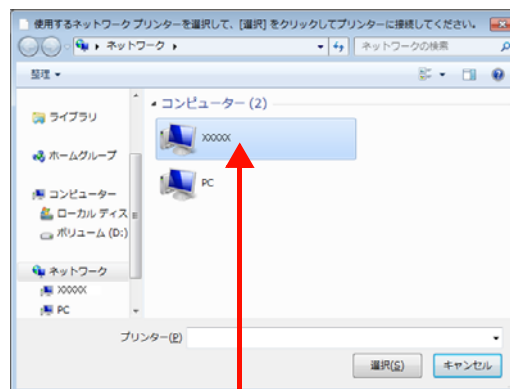 使用するネットワーク プリンターを選択して、[選択] をクリックしてプリンターに接続してください。
ネットワーク
ネットワークの検索
整理
ライブラリ
ホームグループ
コンピューター
ローカル ディス
ボリューム (D:)
ネットワーク
XXXXX
PC
コンピューター (2)
XXXXX
PC
プリンター(P)
選択(S)
キャンセル